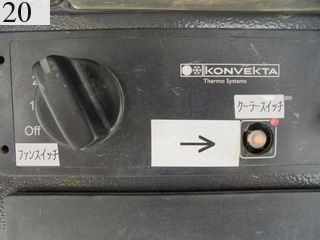 20
KONVEKTA
Thermo Systems
2
1
Off
クーラースイッチ
→
ファンスイッチ